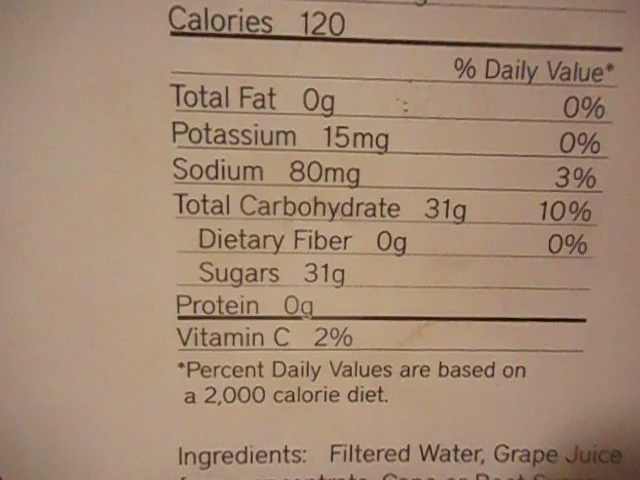 Calories 120
% Daily Value*
Total Fat 0g 0%
Potassium 15mg 0%
Sodium 80mg 3%
Total Carbohydrate 31g 10%
Dietary Fiber 0g 0%
Sugars 31g
Protein 0g
Vitamin C 2%
*Percent Daily Values are based on
a 2,000 calorie diet.
Ingredients: Filtered Water, Grape Juice